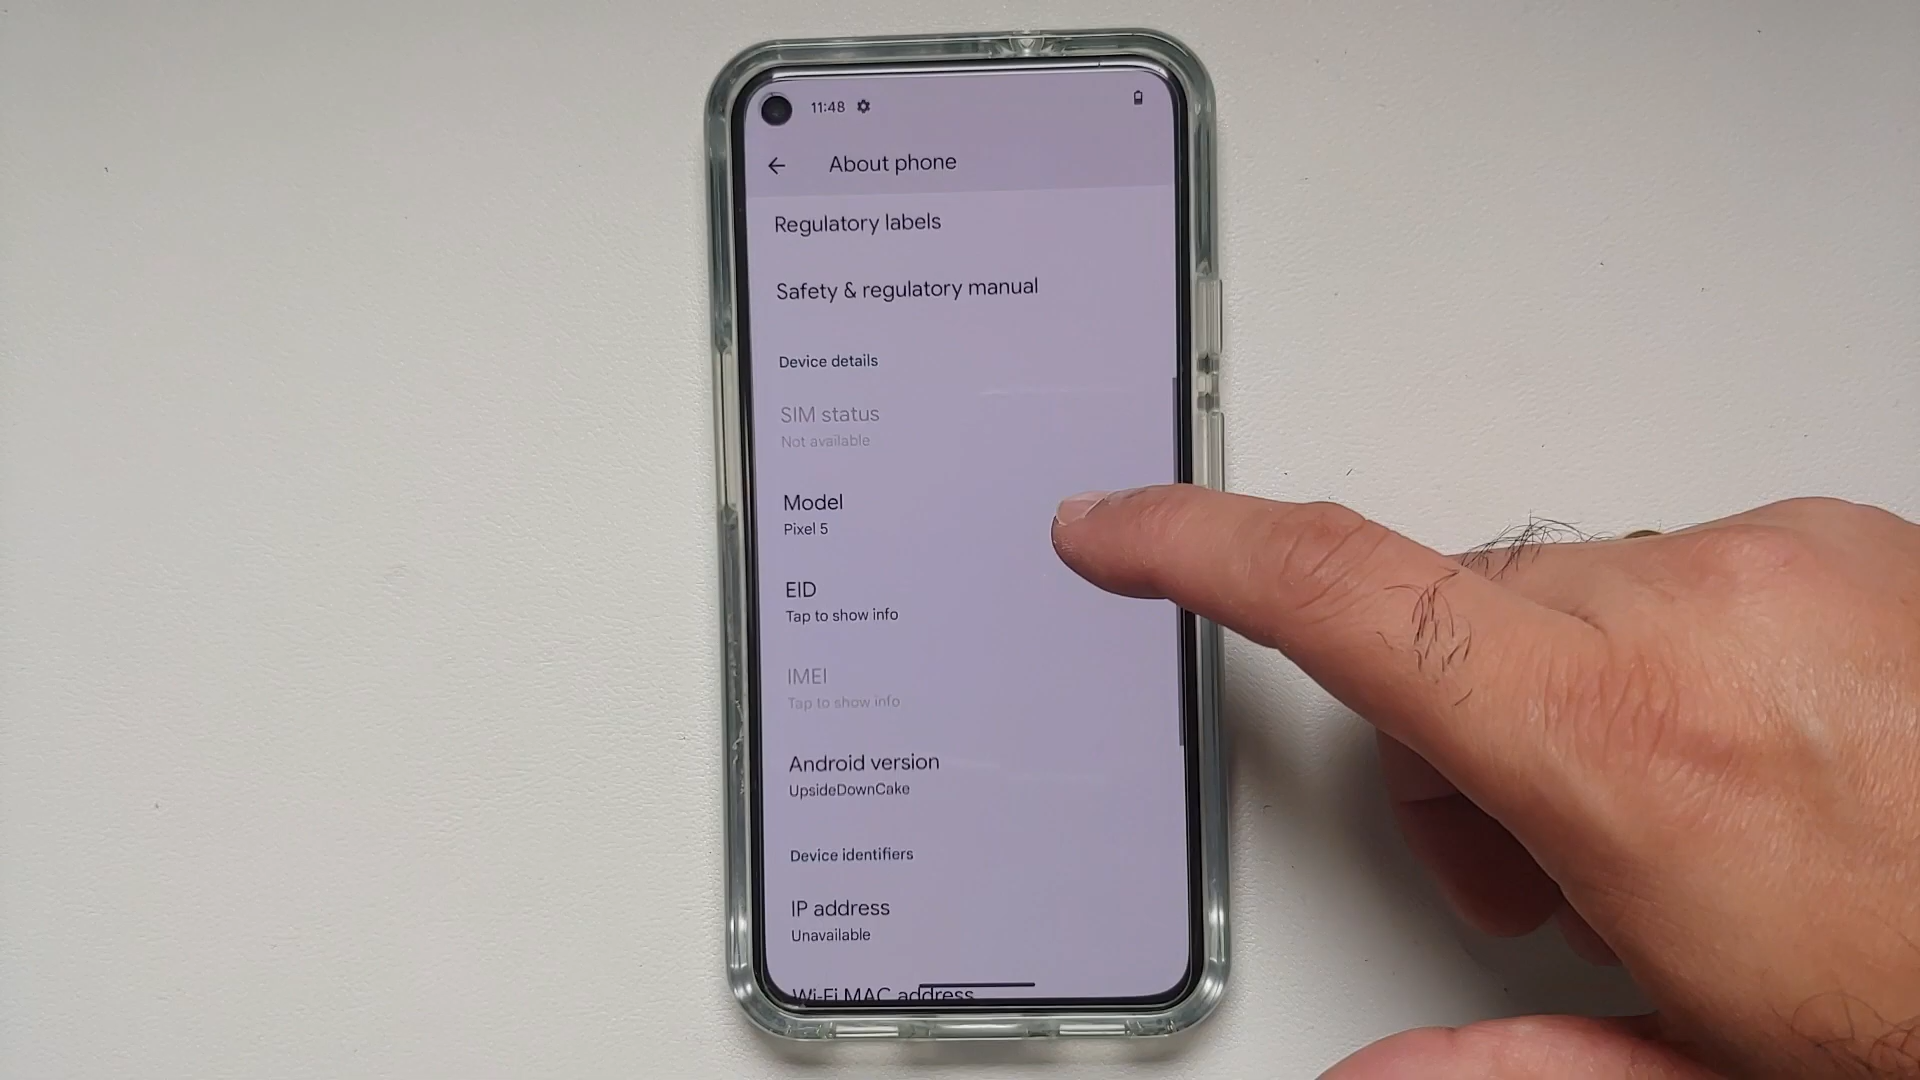 11:48
About phone
Regulatory labels
Safety & regulatory manual
Device details
SIM status
Not available
Model
Pixel 5
EID
Tap to show info
IMEI
Tap to show info
Android version
UpsideDownCake
Device identifiers
IP address
Unavailable
Wi-Fi MAC address